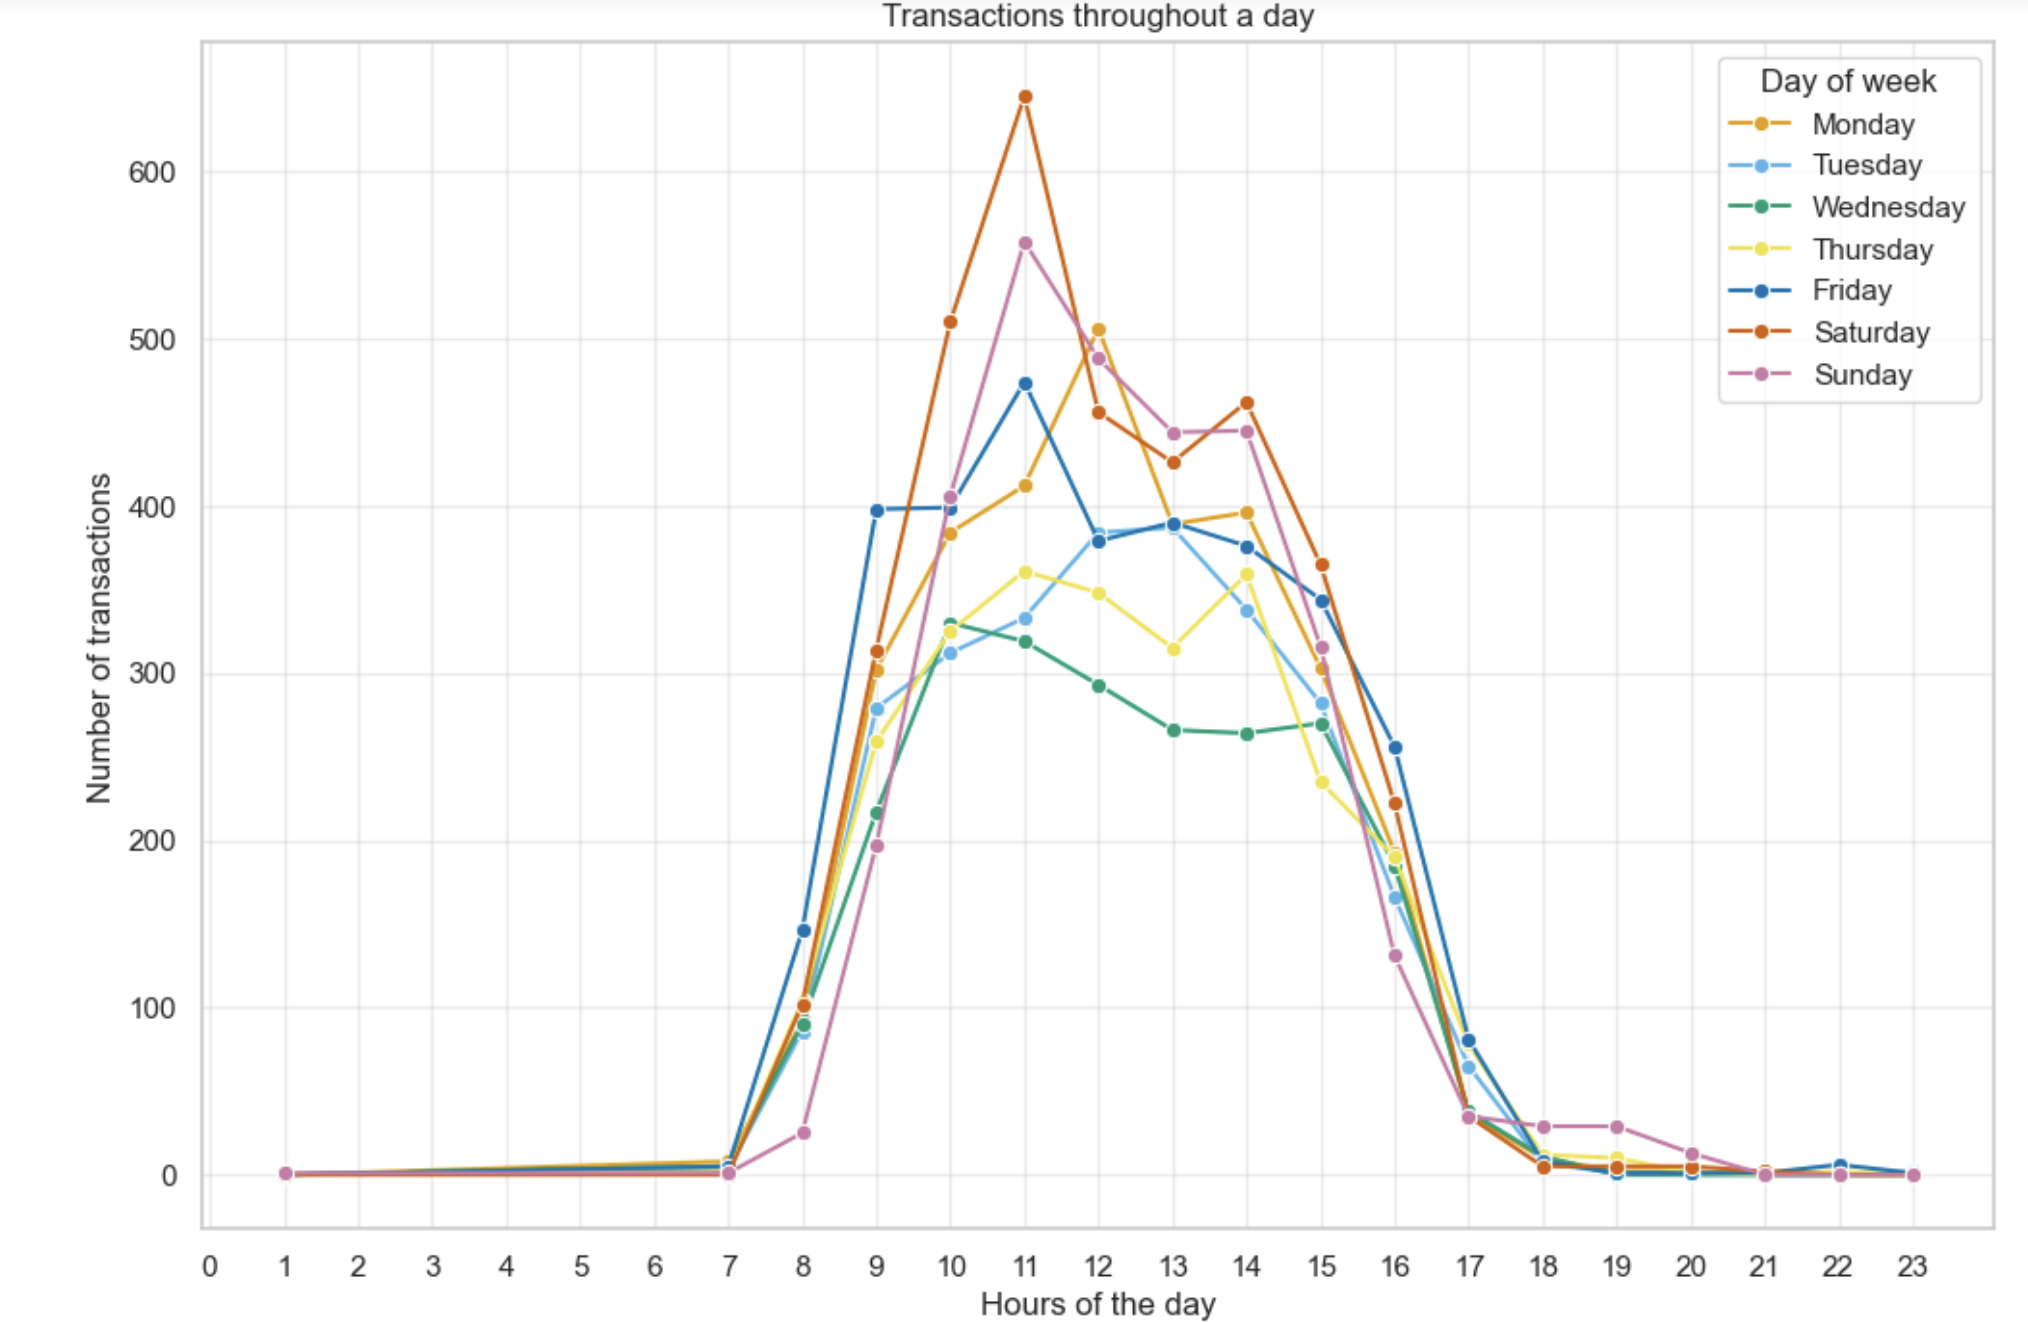 Transactions throughout a day
Day of week
Monday
Tuesday
Wednesday
Thursday
Friday
Saturday
Sunday
600
500
400
300
200
100
0
Number of transactions
0 1 2 3 4 5 6 7 8 9 10 11 12 13 14 15 16 17 18 19 20 21 22 23
Hours of the day